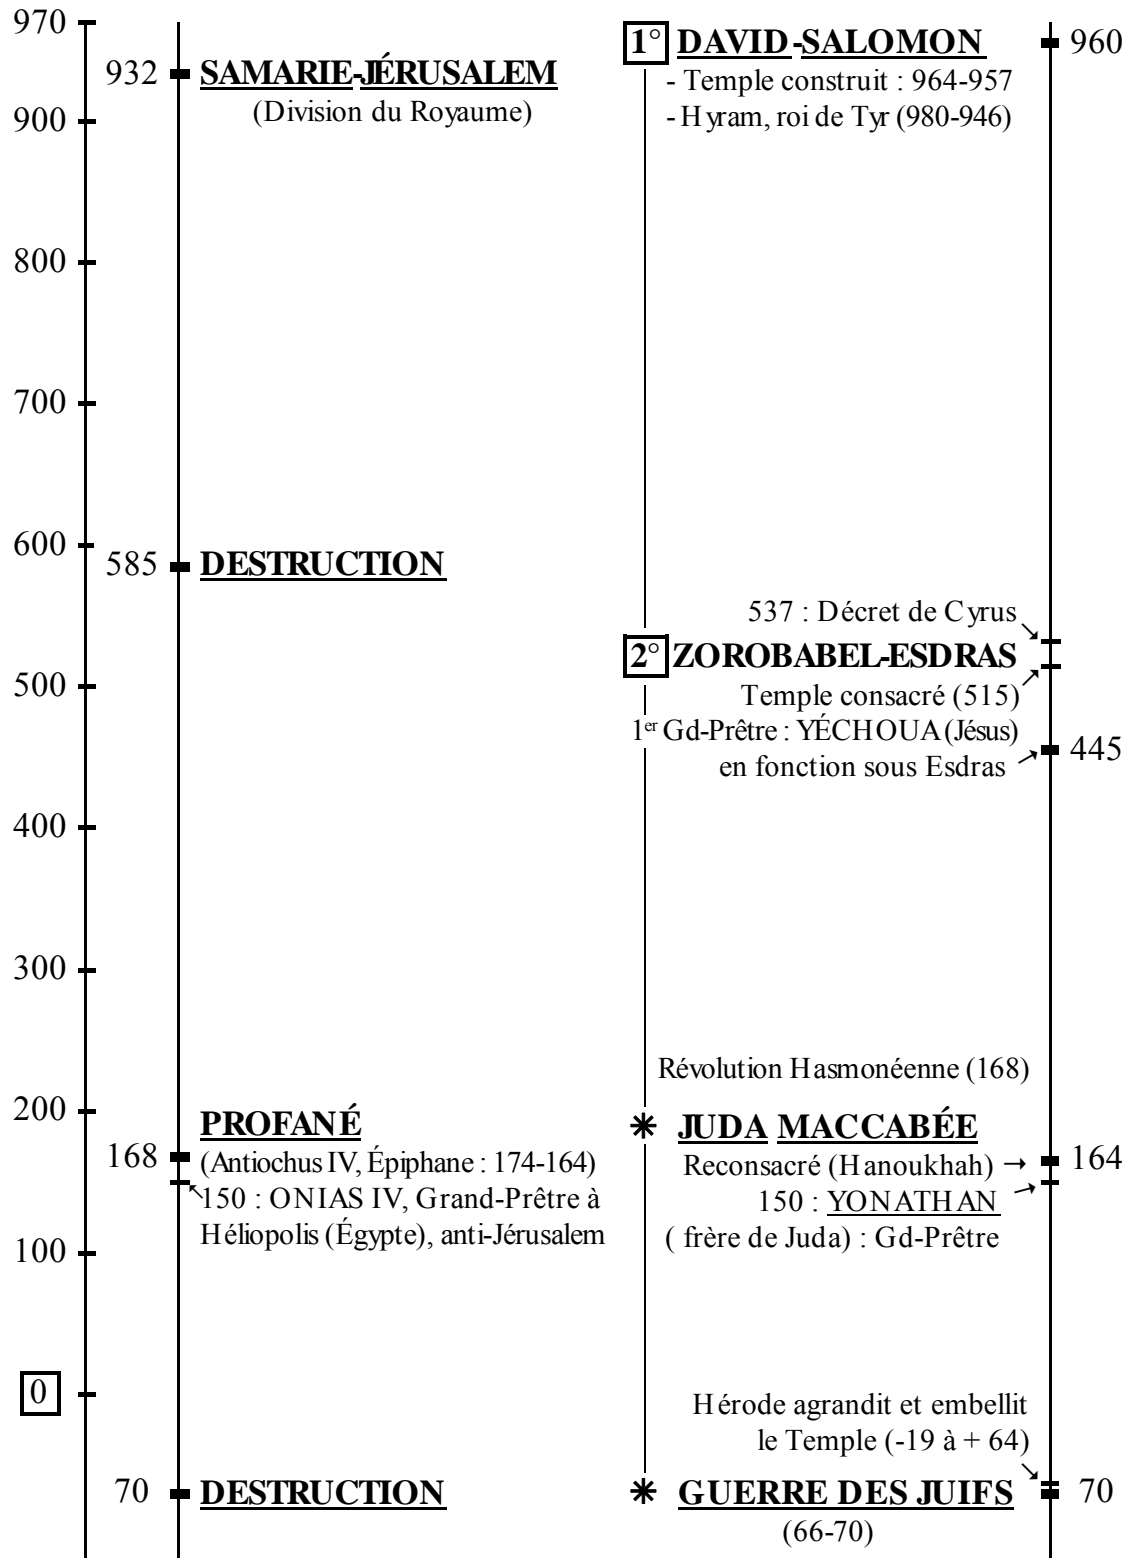 970
932 SAMARIE-JÉRUSALEM
(Division du Royaume)
900
800
700
600
585 DESTRUCTION
500
400
300
200
PROFANÉ
168 (Antiochus IV, Épiphane : 174-164)
150 : ONIAS IV, Grand-Prêtre à
Héliopolis (Égypte), anti-Jérusalem
100
0
70 DESTRUCTION
1° DAVID-SALOMON 960
- Temple construit : 964-957
- Hyram, roi de Tyr (980-946)
537 : Décret de Cyrus
2° ZOROBABEL-ESDRAS
Temple consacré (515)
1er Gd-Prêtre : YÉCHOUA (Jésus)
en fonction sous Esdras → 445
Révolution Hasmonéenne (168)
* JUDA MACCABÉE
Reconsacré (Hanoukhah) → 164
150 : YONATHAN
( frère de Juda) : Gd-Prêtre
Hérode agrandit et embellit
le Temple (-19 à + 64)
* GUERRE DES JUIFS 70
(66-70)